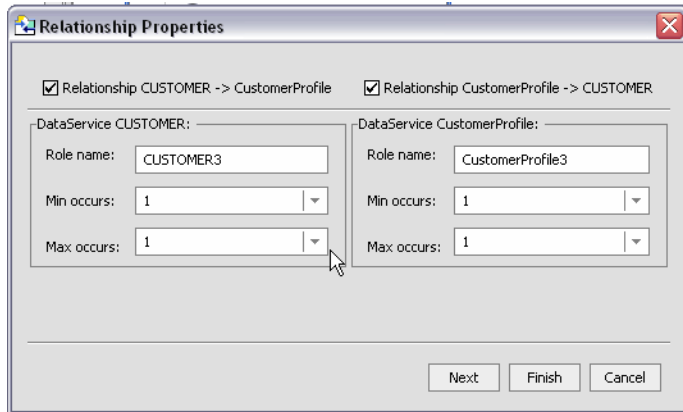 Relationship Properties
Relationship CUSTOMER -> CustomerProfile
Relationship CustomerProfile -> CUSTOMER
DataService CUSTOMER:
Role name: CUSTOMER3
Min occurs: 1
Max occurs: 1
DataService CustomerProfile:
Role name: CustomerProfile3
Min occurs: 1
Max occurs: 1
Next Finish Cancel